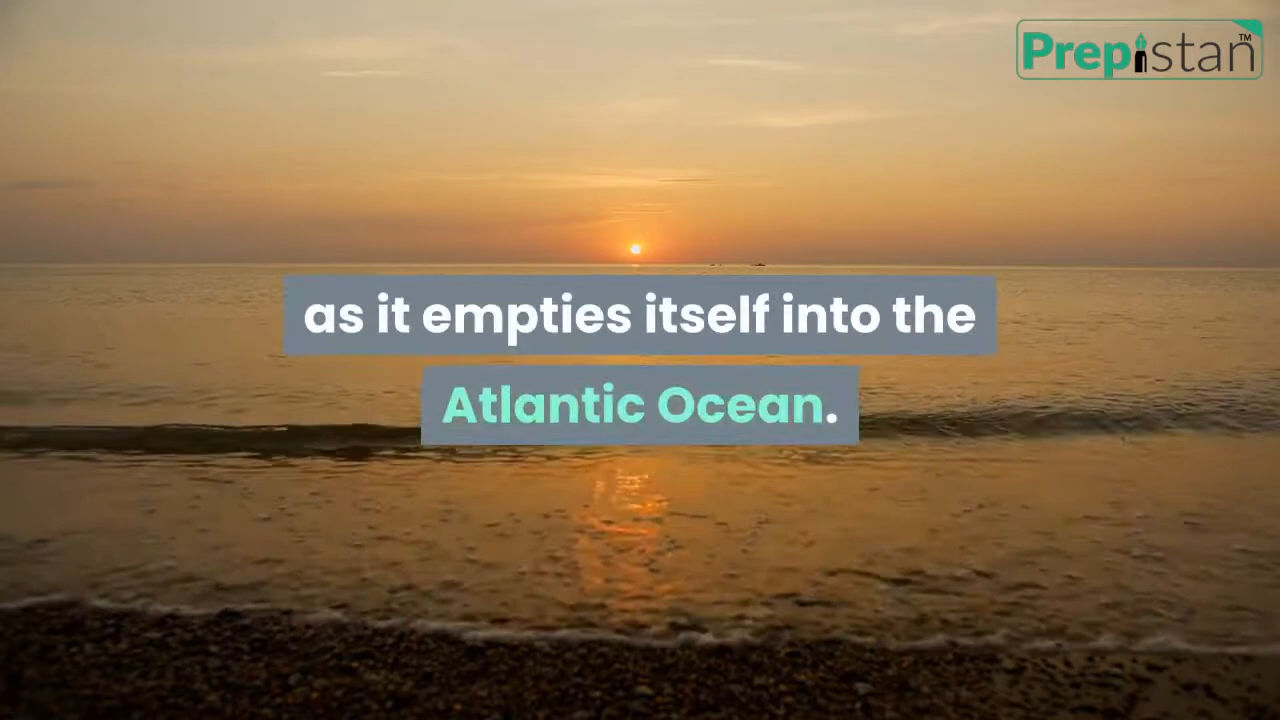 Prepistan™
as it empties itself into the
Atlantic Ocean.